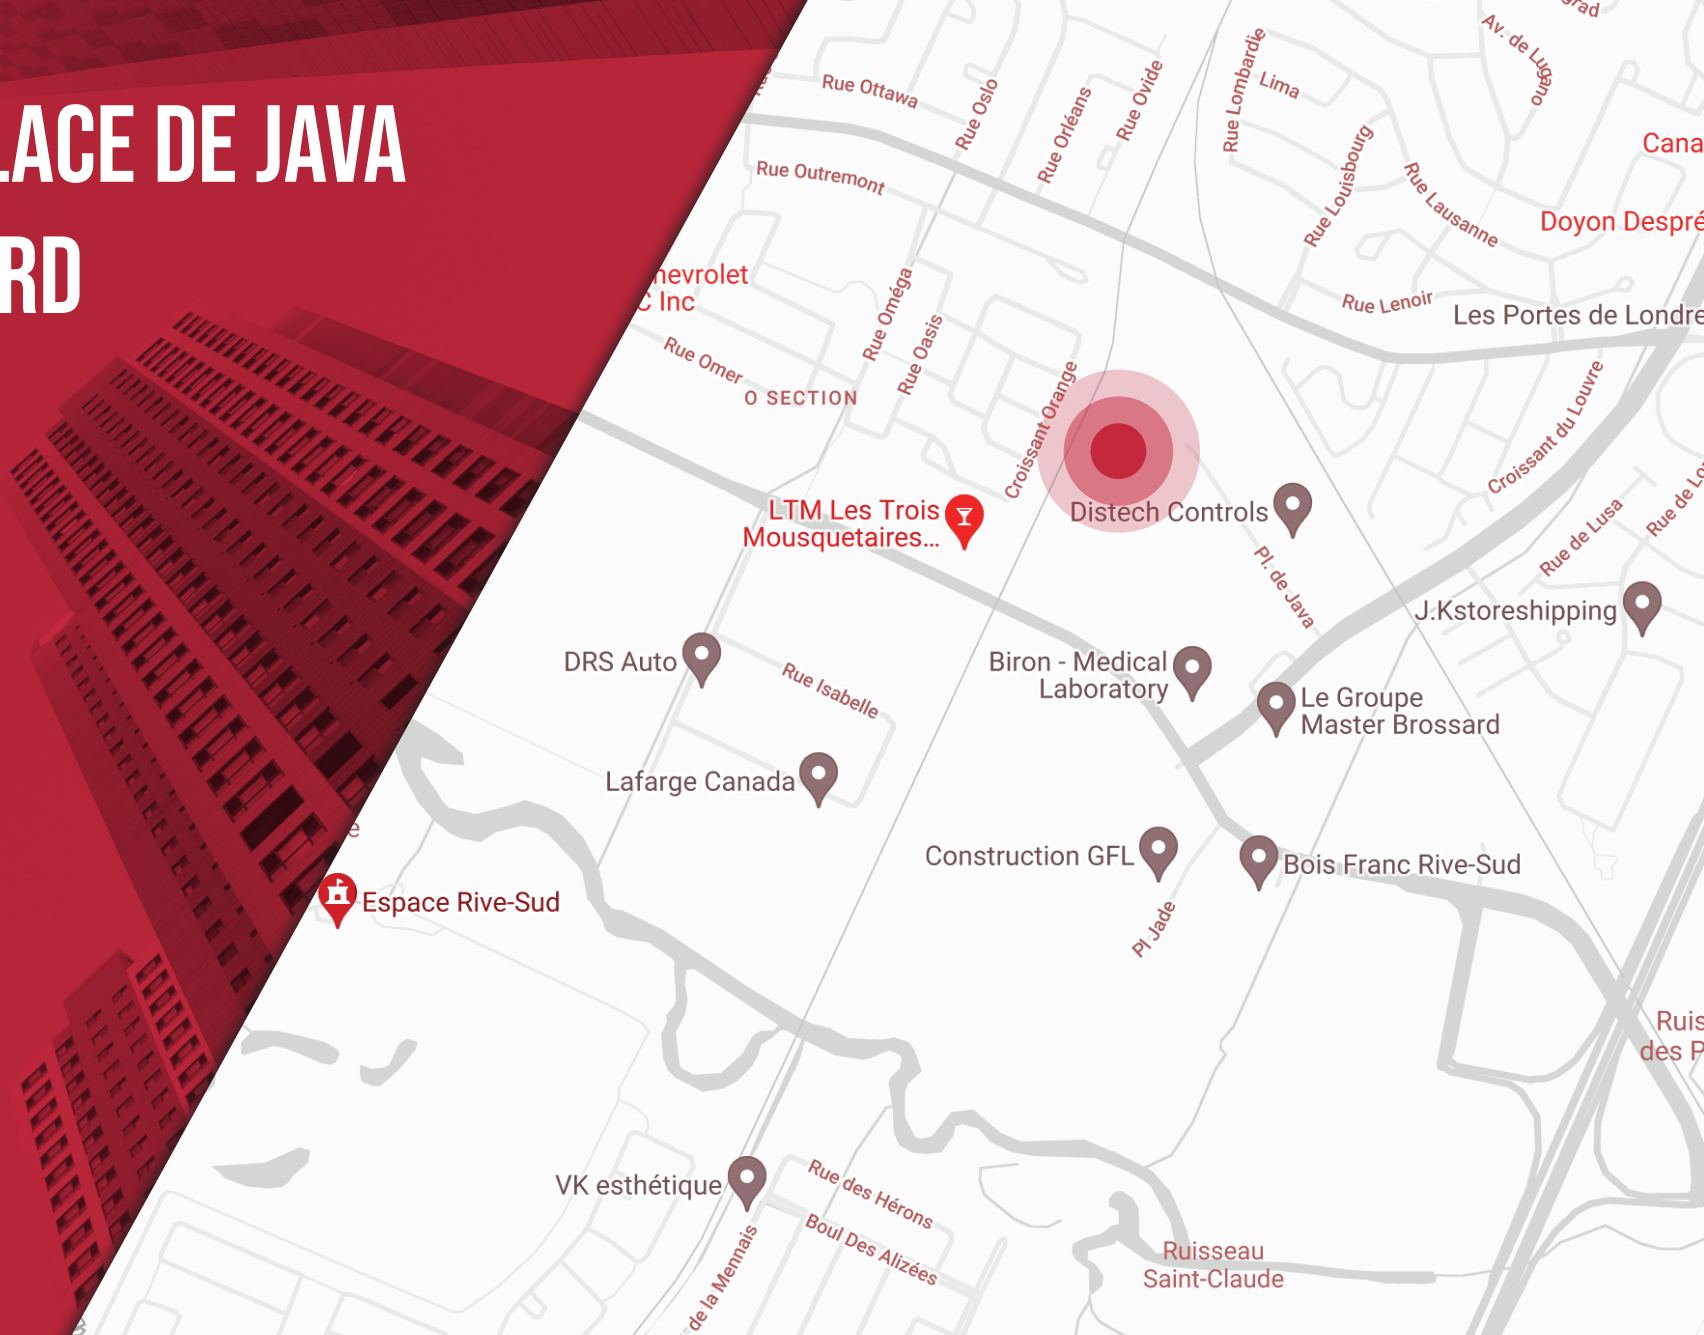 LACE DE JAVA
RD
Rue Ottawa
Rue Oslo
Rue Orléans
Rue Ovide
Rue Lombardie
Lima
Av. de Lugano
Rue Outremont
Rue Louisbourg
Rue Lausanne
Cana
Doyon Despré
hevrolet
C Inc
Rue Oméga
Rue Oasis
Rue Lenoir
Les Portes de Londre
Rue Omer
O SECTION
Croissant Orange
Croissant du Louvre
LTM Les Trois
Mousquetaires...
Distech Controls
Pl. de Java
Rue de Lusa
Rue de Lo
J.Kstoreshipping
DRS Auto
Rue Isabelle
Biron - Medical
Laboratory
Le Groupe
Master Brossard
Lafarge Canada
Construction GFL
Bois Franc Rive-Sud
Pl Jade
e
Espace Rive-Sud
Ruis
des P
VK esthétique
Rue des Hérons
Boul Des Alizées
de la Mennais
Ruisseau
Saint-Claude